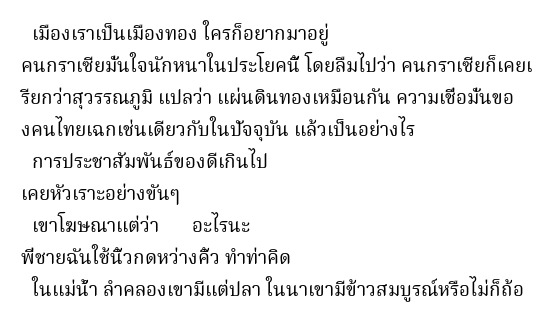 เมืองเราเป็นเมืองทอง ใครก็อยากมาอยู่
คนกราเซียมั่นใจนักหนาในประโยคนี้ โดยลืมไปว่า คนกราเซียก็เคยเ
รียกว่าสุวรรณภูมิ แปลว่า แผ่นดินทองเหมือนกัน ความเชื่อมั่นขอ
งคนไทยเฉกเช่นเดียวกับในปัจจุบัน แล้วเป็นอย่างไร
การประชาสัมพันธ์ของดีเกินไป
เคยหัวเราะอย่างขันๆ
เขาโฆษณาแต่ว่า อะไรนะ
พี่ชายฉันใช้นิ้วกดหว่างคิ้ว ทำท่าคิด
ในแม่น้ำ ลำคลองเขามีแต่ปลา ในนาเขามีข้าวสมบูรณ์หรือไม่ก็ถ้อ